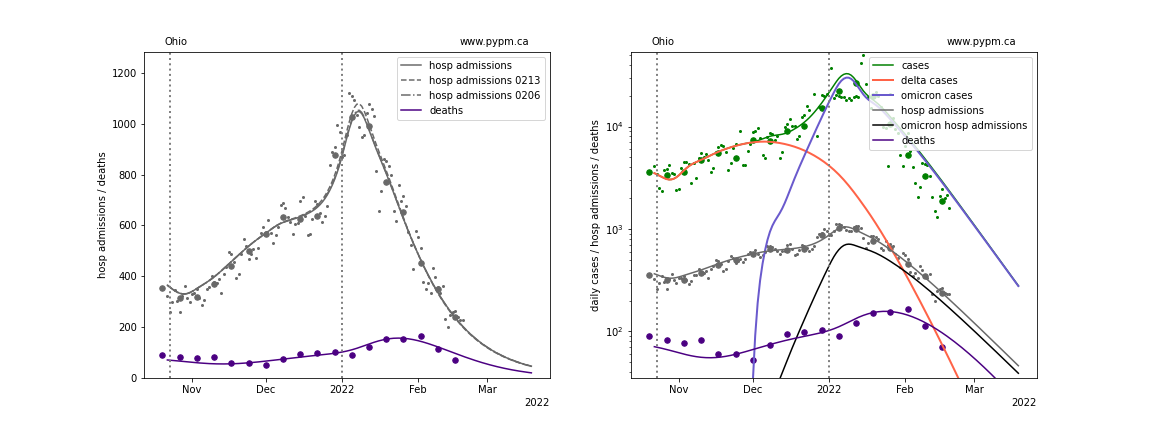 Ohio www.pypm.ca
hosp admissions
hosp admissions 0213
hosp admissions 0206
deaths
hosp admissions / deaths
1200
1000
800
600
400
200
0
Nov Dec 2022 Feb Mar
2022
Ohio www.pypm.ca
cases
delta cases
omicron cases
hosp admissions
omicron hosp admissions
deaths
daily cases / hosp admissions / deaths
10⁴
10³
10²
Nov Dec 2022 Feb Mar
2022